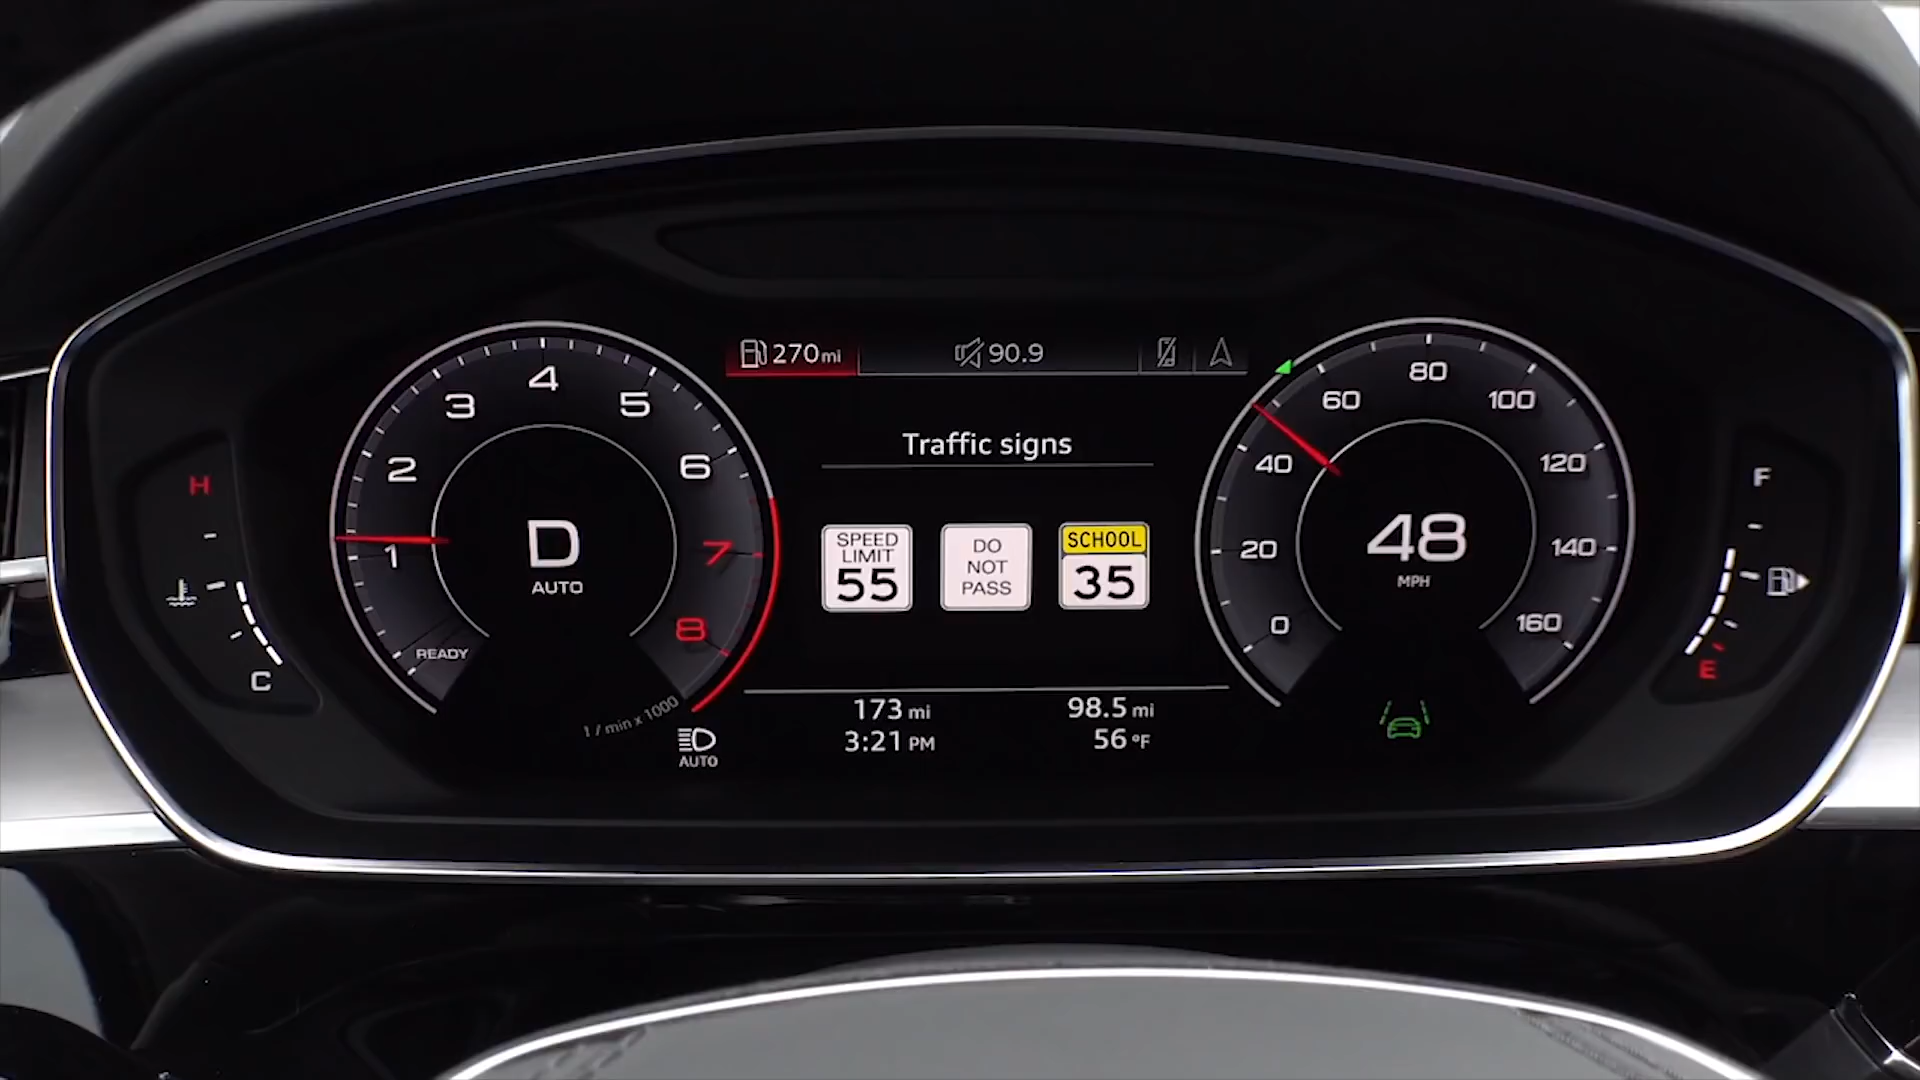 270 mi
90.9
Traffic signs
SPEED
LIMIT
55
DO
NOT
PASS
SCHOOL
35
173 mi
98.5 mi
3:21 PM
56 °F
H
C
1
2
3
4
5
6
7
8
READY
1 / min x 1000
D
AUTO
AUTO
0
20
40
60
80
100
120
140
160
48
MPH
F
E